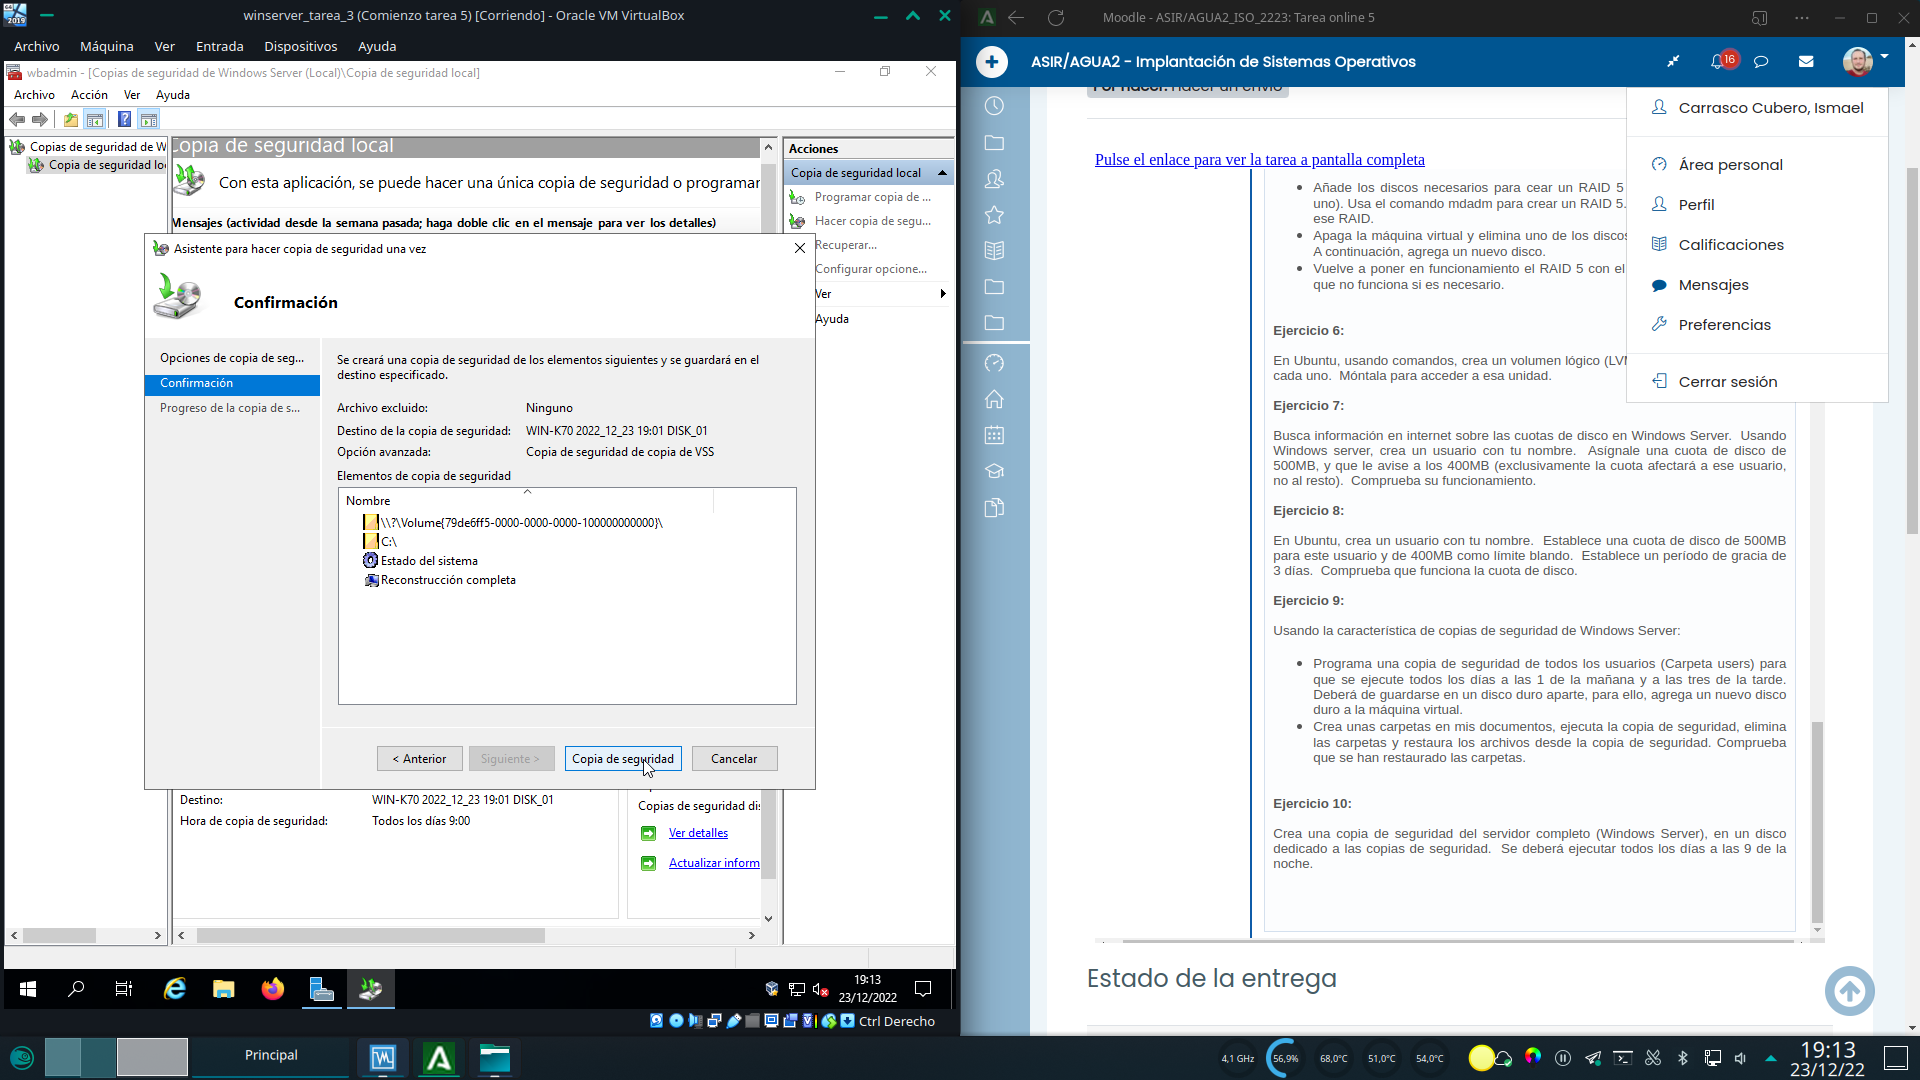 winserver_tarea_3 (Comienzo tarea 5) [Corriendo] - Oracle VM VirtualBox
Archivo Máquina Ver Entrada Dispositivos Ayuda
wbadmin - [Copias de seguridad de Windows Server (Local)\Copia de seguridad local]
Archivo Acción Ver Ayuda
Copias de seguridad de W
Copia de seguridad lo
Copia de seguridad local
Con esta aplicación, se puede hacer una única copia de seguridad o programar
Mensajes (actividad desde la semana pasada; haga doble clic en el mensaje para ver los detalles)
Acciones
Copia de seguridad local
Programar copia de ...
Hacer copia de segu...
Recuperar...
Configurar opcione...
Ver
Ayuda
Asistente para hacer copia de seguridad una vez
Confirmación
Opciones de copia de seg...
Confirmación
Progreso de la copia de s...
Se creará una copia de seguridad de los elementos siguientes y se guardará en el
destino especificado.
Archivo excluido: Ninguno
Destino de la copia de seguridad: WIN-K70 2022_12_23 19:01 DISK_01
Opción avanzada: Copia de seguridad de copia de VSS
Elementos de copia de seguridad
Nombre
\\?\Volume{79de6ff5-0000-0000-0000-100000000000}\
C:\
Estado del sistema
Reconstrucción completa
< Anterior
Siguiente >
Copia de seguridad
Cancelar
Destino: WIN-K70 2022_12_23 19:01 DISK_01
Hora de copia de seguridad: Todos los días 9:00
Copias de seguridad di
Ver detalles
Actualizar inform
19:13
23/12/2022
Ctrl Derecho
Moodle - ASIR/AGUA2_ISO_2223: Tarea online 5
ASIR/AGUA2 - Implantación de Sistemas Operativos
16
Por hacer: Hacer un envío
Carrasco Cubero, Ismael
Área personal
Perfil
Calificaciones
Mensajes
Preferencias
Cerrar sesión
Pulse el enlace para ver la tarea a pantalla completa
Añade los discos necesarios para cear un RAID 5
uno). Usa el comando mdadm para crear un RAID 5.
ese RAID.
Apaga la máquina virtual y elimina uno de los discos
A continuación, agrega un nuevo disco.
Vuelve a poner en funcionamiento el RAID 5 con el
que no funciona si es necesario.
Ejercicio 6:
En Ubuntu, usando comandos, crea un volumen lógico (LV
cada uno. Móntala para acceder a esa unidad.
Ejercicio 7:
Busca información en internet sobre las cuotas de disco en Windows Server. Usando
Windows server, crea un usuario con tu nombre. Asígnale una cuota de disco de
500MB, y que le avise a los 400MB (exclusivamente la cuota afectará a ese usuario,
no al resto). Comprueba su funcionamiento.
Ejercicio 8:
En Ubuntu, crea un usuario con tu nombre. Establece una cuota de disco de 500MB
para este usuario y de 400MB como límite blando. Establece un período de gracia de
3 días. Comprueba que funciona la cuota de disco.
Ejercicio 9:
Usando la característica de copias de seguridad de Windows Server:
Programa una copia de seguridad de todos los usuarios (Carpeta users) para
que se ejecute todos los días a las 1 de la mañana y a las tres de la tarde.
Deberá de guardarse en un disco duro aparte, para ello, agrega un nuevo disco
duro a la máquina virtual.
Crea unas carpetas en mis documentos, ejecuta la copia de seguridad, elimina
las carpetas y restaura los archivos desde la copia de seguridad. Comprueba
que se han restaurado las carpetas.
Ejercicio 10:
Crea una copia de seguridad del servidor completo (Windows Server), en un disco
dedicado a las copias de seguridad. Se deberá ejecutar todos los días a las 9 de la
noche.
Estado de la entrega
Principal
4,1 GHz
56,9%
68,0°C
51,0°C
54,0°C
19:13
23/12/22